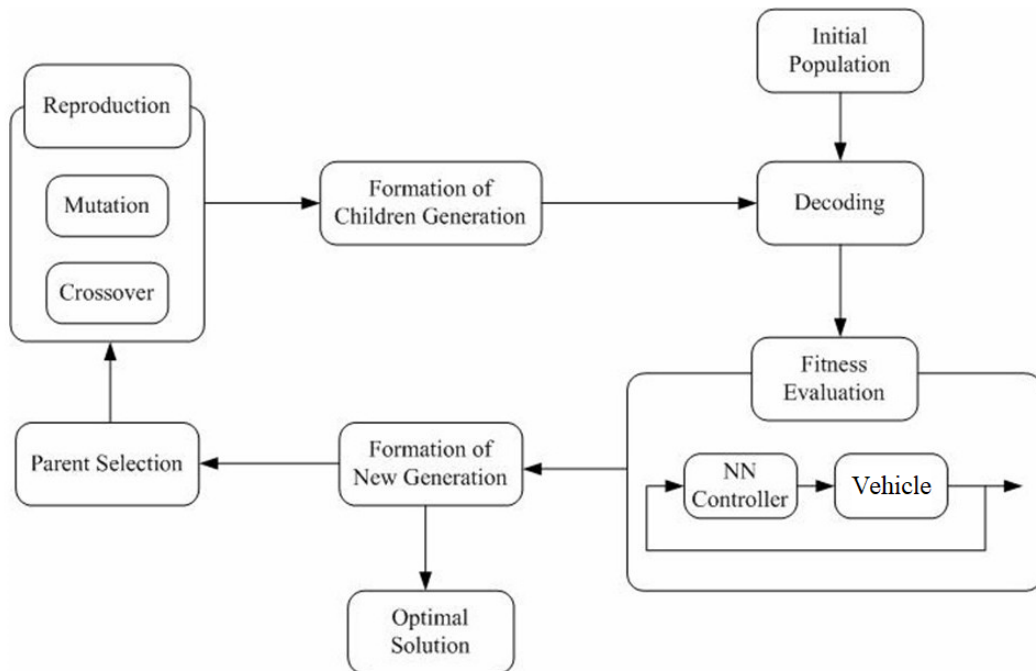 Initial
Population
Reproduction
Mutation
Crossover
Formation of
Children Generation
Decoding
Fitness
Evaluation
NN
Controller
Vehicle
Formation of
New Generation
Parent Selection
Optimal
Solution